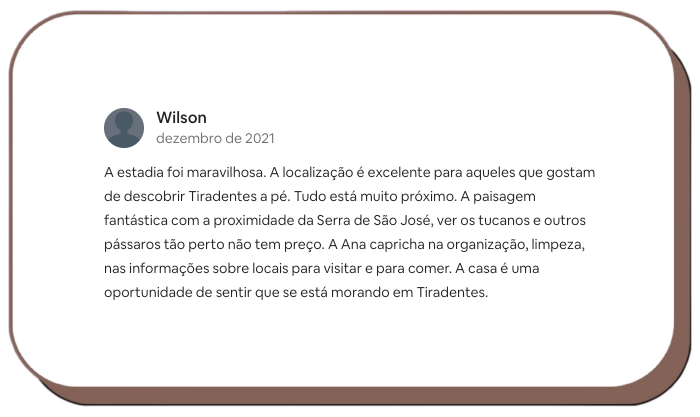 Wilson
dezembro de 2021
A estadia foi maravilhosa. A localização é excelente para aqueles que gostam
de descobrir Tiradentes a pé. Tudo está muito próximo. A paisagem
fantástica com a proximidade da Serra de São José, ver os tucanos e outros
pássaros tão perto não tem preço. A Ana capricha na organização, limpeza,
nas informações sobre locais para visitar e para comer. A casa é uma
oportunidade de sentir que se está morando em Tiradentes.